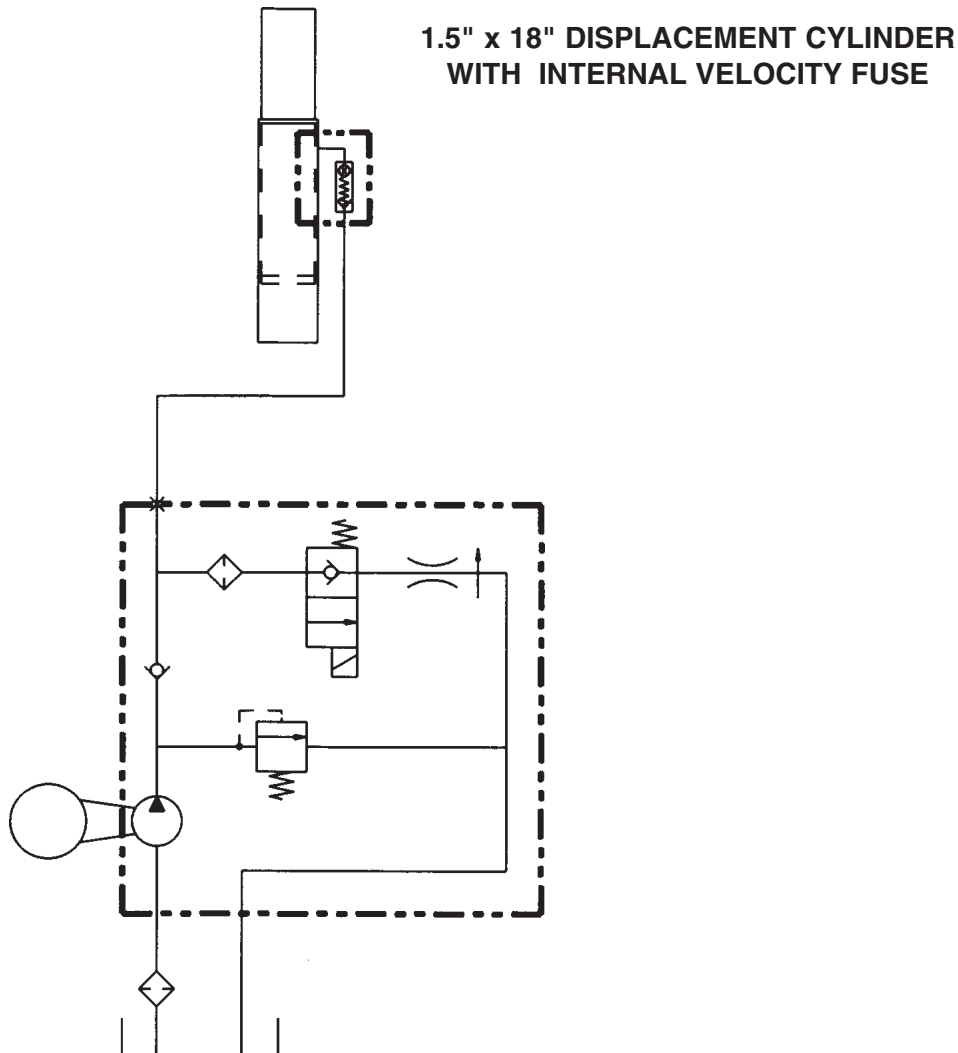 1.5" x 18" DISPLACEMENT CYLINDER
WITH INTERNAL VELOCITY FUSE